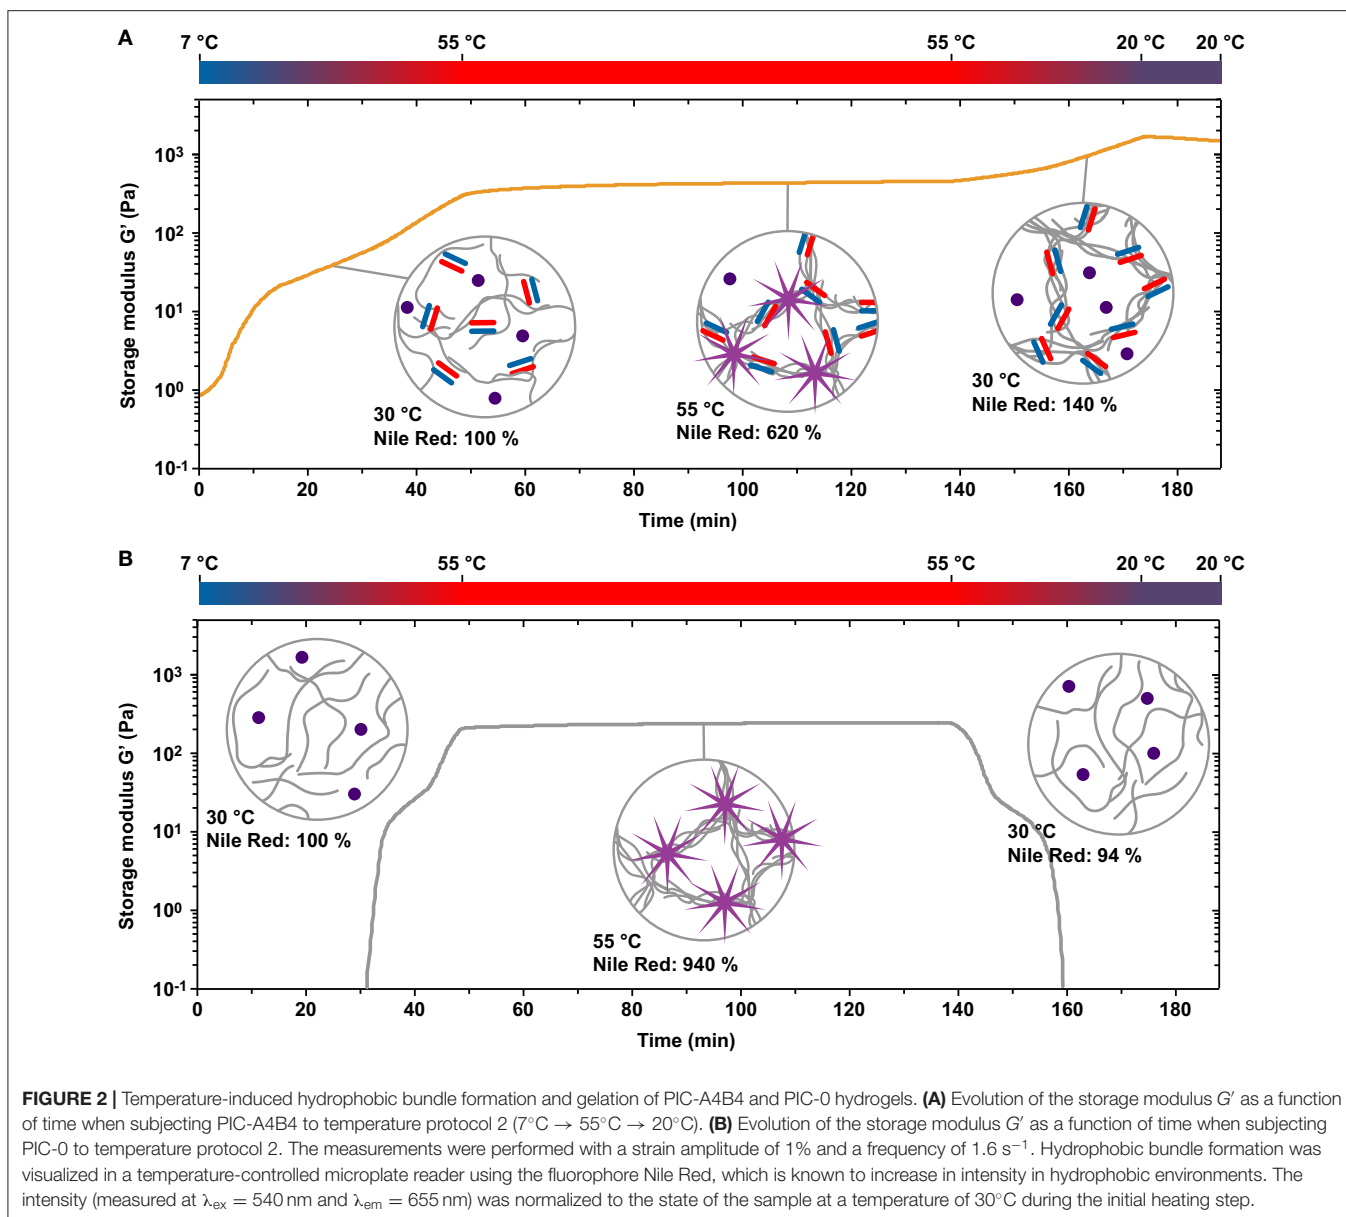 A
7 °C 55 °C 55 °C 20 °C 20 °C
Storage modulus G' (Pa)
10³
10²
10¹
10⁰
10⁻¹
30 °C
Nile Red: 100 %
55 °C
Nile Red: 620 %
30 °C
Nile Red: 140 %
0 20 40 60 80 100 120 140 160 180
Time (min)
B
7 °C 55 °C 55 °C 20 °C 20 °C
Storage modulus G' (Pa)
10³
10²
10¹
10⁰
10⁻¹
30 °C
Nile Red: 100 %
55 °C
Nile Red: 940 %
30 °C
Nile Red: 94 %
0 20 40 60 80 100 120 140 160 180
Time (min)
FIGURE 2 | Temperature-induced hydrophobic bundle formation and gelation of PIC-A4B4 and PIC-0 hydrogels. (A) Evolution of the storage modulus G′ as a function
of time when subjecting PIC-A4B4 to temperature protocol 2 (7°C → 55°C → 20°C). (B) Evolution of the storage modulus G′ as a function of time when subjecting
PIC-0 to temperature protocol 2. The measurements were performed with a strain amplitude of 1% and a frequency of 1.6 s⁻¹. Hydrophobic bundle formation was
visualized in a temperature-controlled microplate reader using the fluorophore Nile Red, which is known to increase in intensity in hydrophobic environments. The
intensity (measured at λex = 540 nm and λem = 655 nm) was normalized to the state of the sample at a temperature of 30°C during the initial heating step.